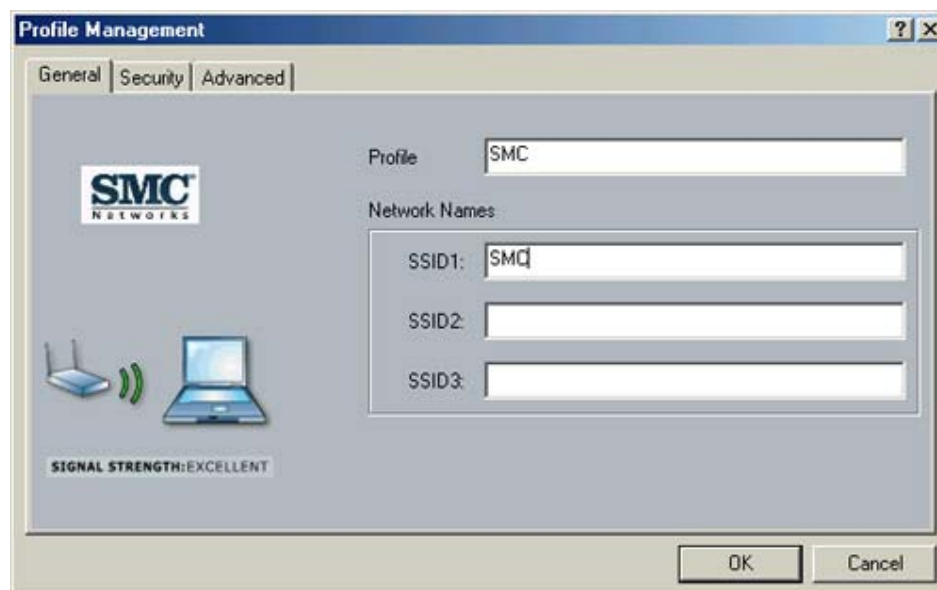 Profile Management
General Security Advanced
SMC
Networks
Profile SMC
Network Names
SSID1: SMC
SSID2:
SSID3:
SIGNAL STRENGTH:EXCELLENT
OK Cancel